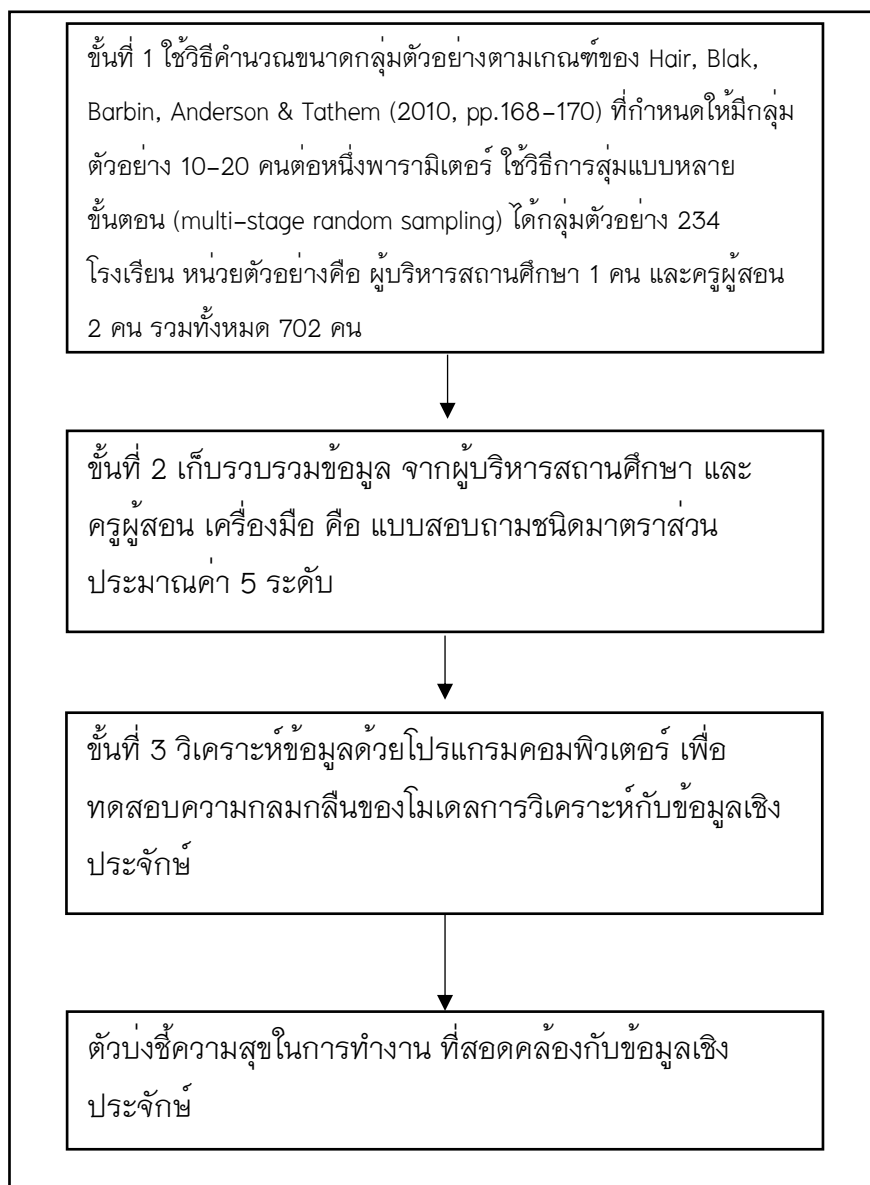 ขั้นที่ 1 ใช้วิธีคำนวณขนาดกลุ่มตัวอย่างตามเกณฑ์ของ Hair, Blak,
Barbin, Anderson & Tathem (2010, pp.168–170) ที่กำหนดให้มีกลุ่ม
ตัวอย่าง 10–20 คนต่อหนึ่งพารามิเตอร์ ใช้วิธีการสุ่มแบบหลาย
ขั้นตอน (multi–stage random sampling) ได้กลุ่มตัวอย่าง 234
โรงเรียน หน่วยตัวอย่างคือ ผู้บริหารสถานศึกษา 1 คน และครูผู้สอน
2 คน รวมทั้งหมด 702 คน
ขั้นที่ 2 เก็บรวบรวมข้อมูล จากผู้บริหารสถานศึกษา และ
ครูผู้สอน เครื่องมือ คือ แบบสอบถามชนิดมาตราส่วน
ประมาณค่า 5 ระดับ
ขั้นที่ 3 วิเคราะห์ข้อมูลด้วยโปรแกรมคอมพิวเตอร์ เพื่อ
ทดสอบความกลมกลืนของโมเดลการวิเคราะห์กับข้อมูลเชิง
ประจักษ์
ตัวบ่งชี้ความสุขในการทำงาน ที่สอดคล้องกับข้อมูลเชิง
ประจักษ์